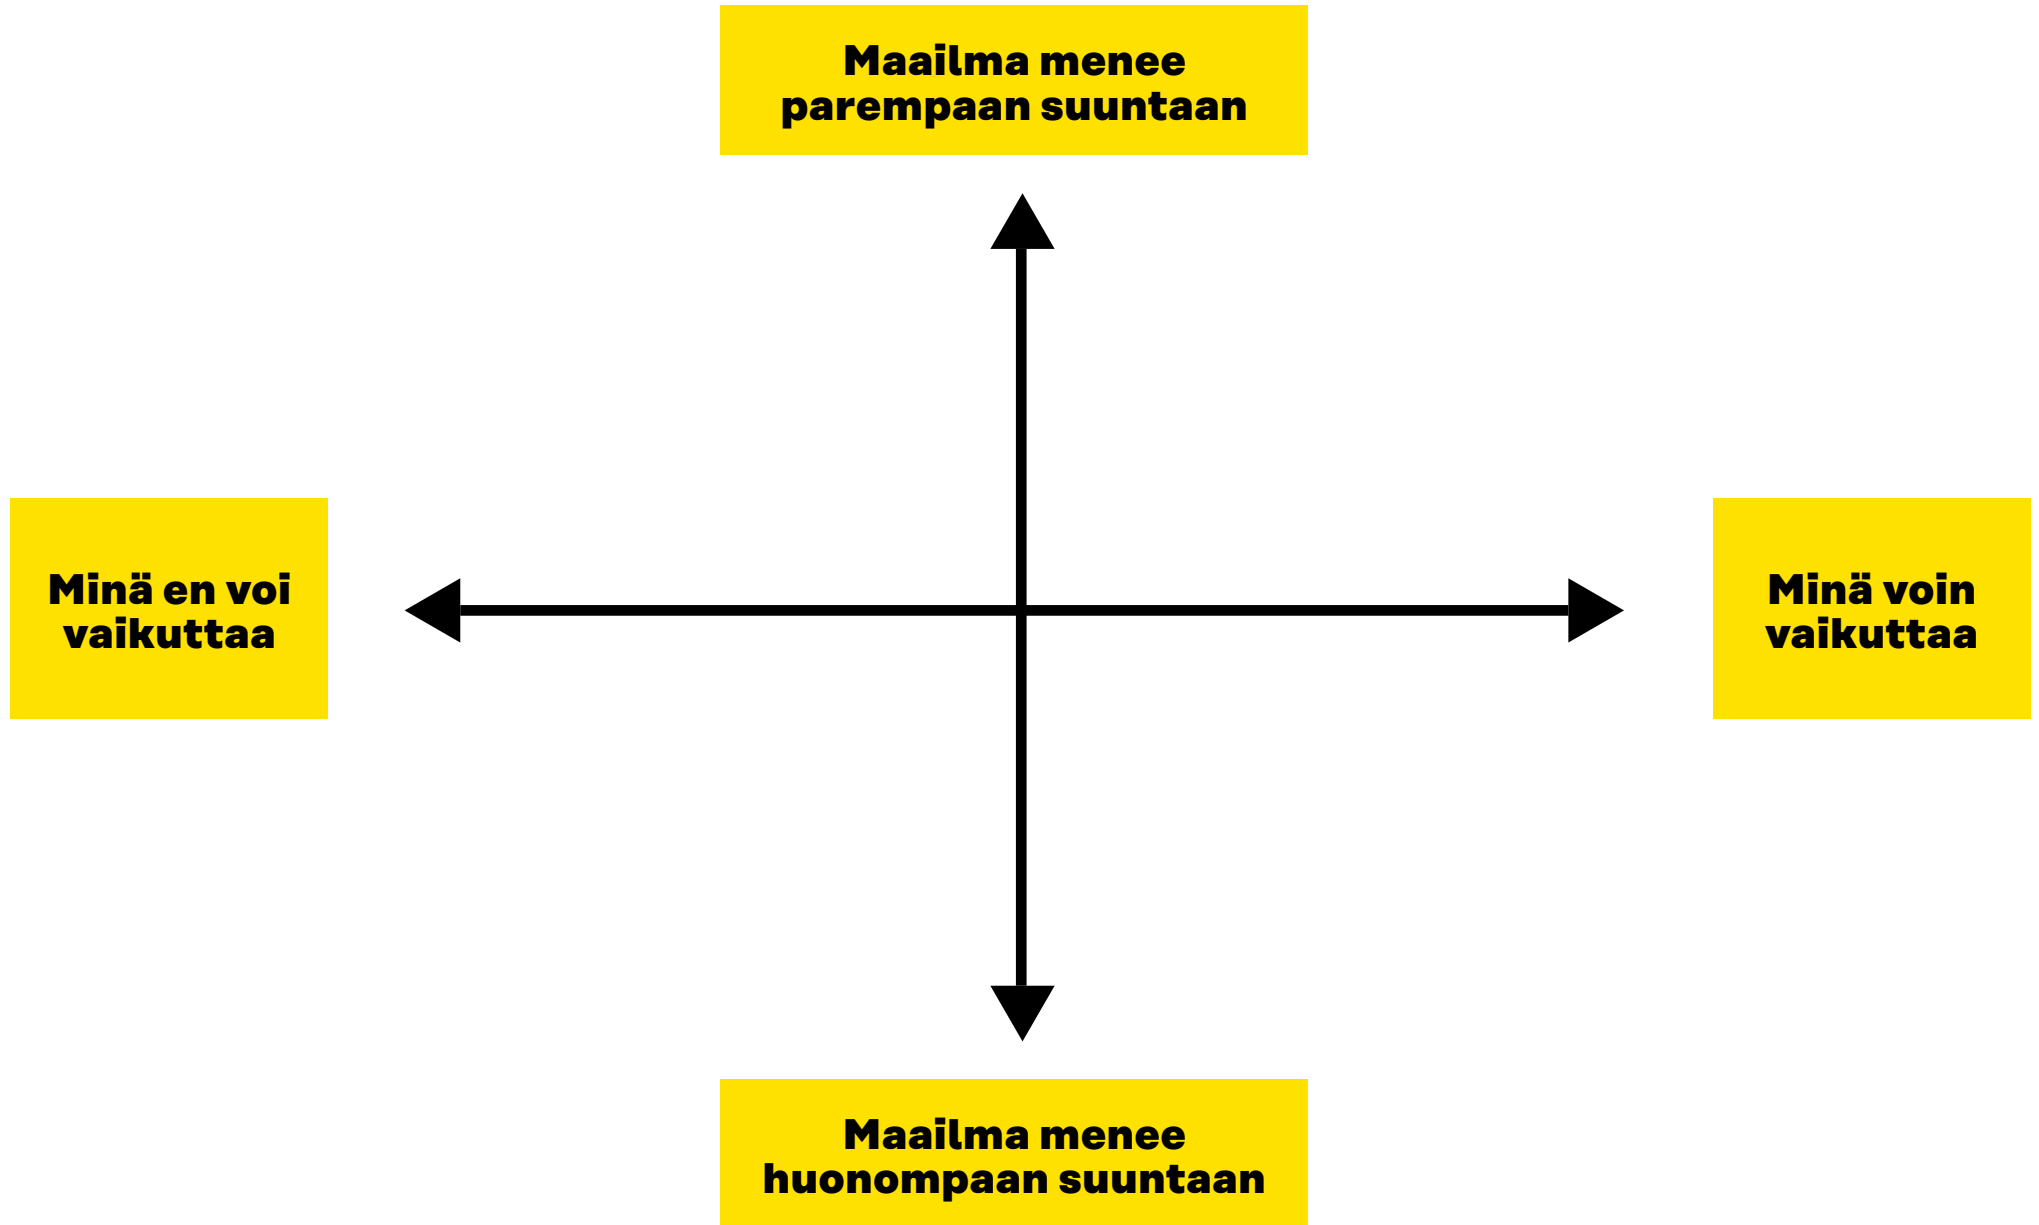 Maailma menee
parempaan suuntaan
Minä en voi
vaikuttaa
Minä voin
vaikuttaa
Maailma menee
huonompaan suuntaan